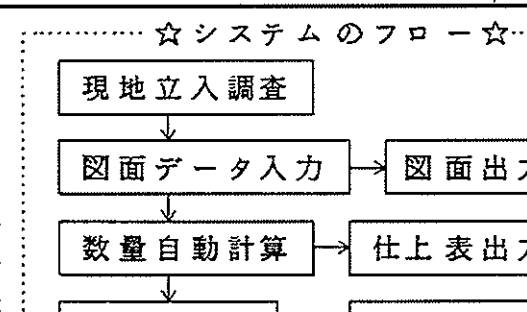 ☆システムのフロー☆
現地立入調査
図面データ入力
図面出
数量自動計算
仕上表出